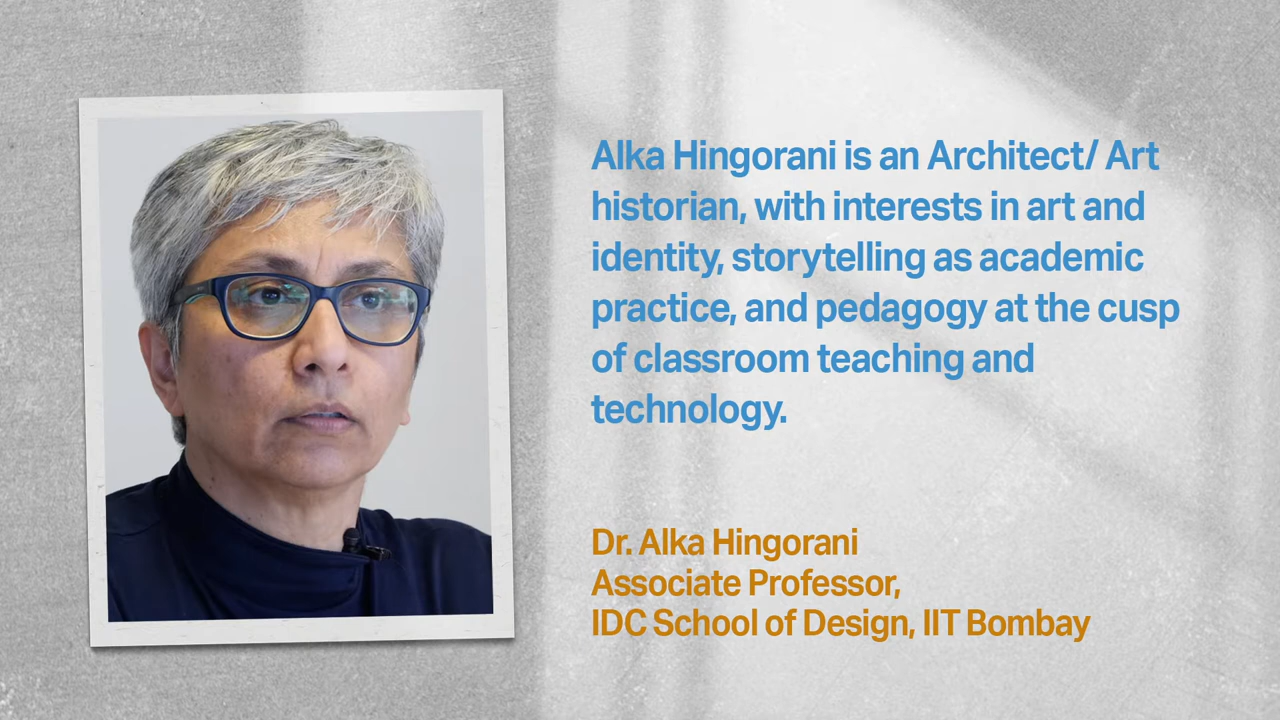 Alka Hingorani is an Architect/ Art
historian, with interests in art and
identity, storytelling as academic
practice, and pedagogy at the cusp
of classroom teaching and
technology.
Dr. Alka Hingorani
Associate Professor,
IDC School of Design, IIT Bombay